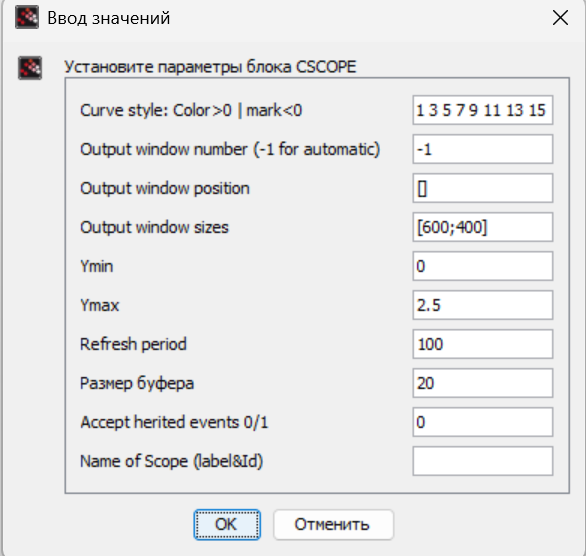 Ввод значений
Установите параметры блока CSCOPE
Curve style: Color>0 | mark<0 1 3 5 7 9 11 13 15
Output window number (-1 for automatic) -1
Output window position []
Output window sizes [600;400]
Ymin 0
Ymax 2.5
Refresh period 100
Размер буфера 20
Accept herited events 0/1 0
Name of Scope (label&Id)
OK Отменить